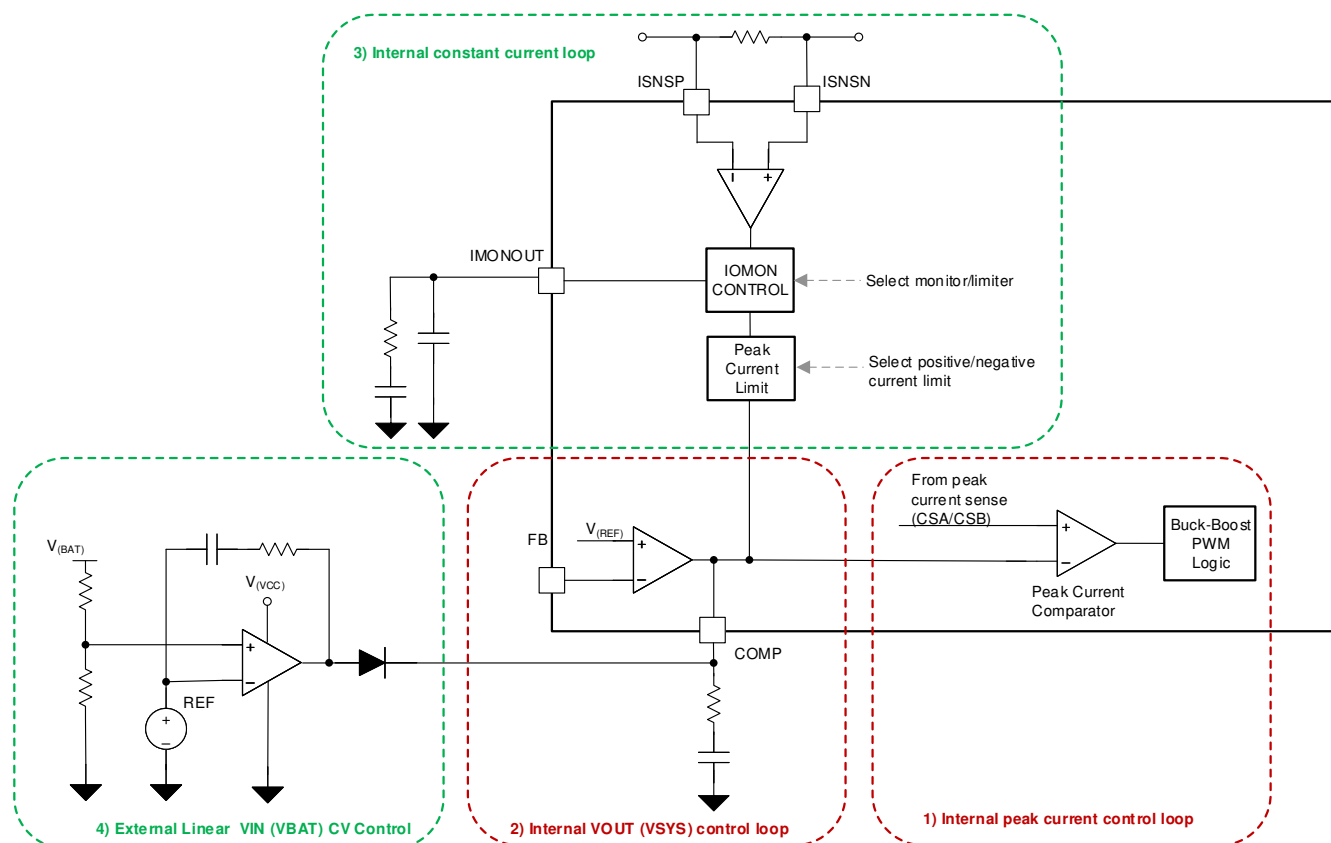 3) Internal constant current loop
ISNSP
ISNSN
−
+
IMONOUT
IOMON
CONTROL
Select monitor/limiter
Peak
Current
Limit
Select positive/negative
current limit
From peak
current sense
(CSA/CSB)
+
−
Buck-Boost
PWM
Logic
Peak Current
Comparator
FB
V(REF)
+
−
COMP
V(BAT)
V(VCC)
+
−
REF
+
−
4) External Linear VIN (VBAT) CV Control
2) Internal VOUT (VSYS) control loop
1) Internal peak current control loop